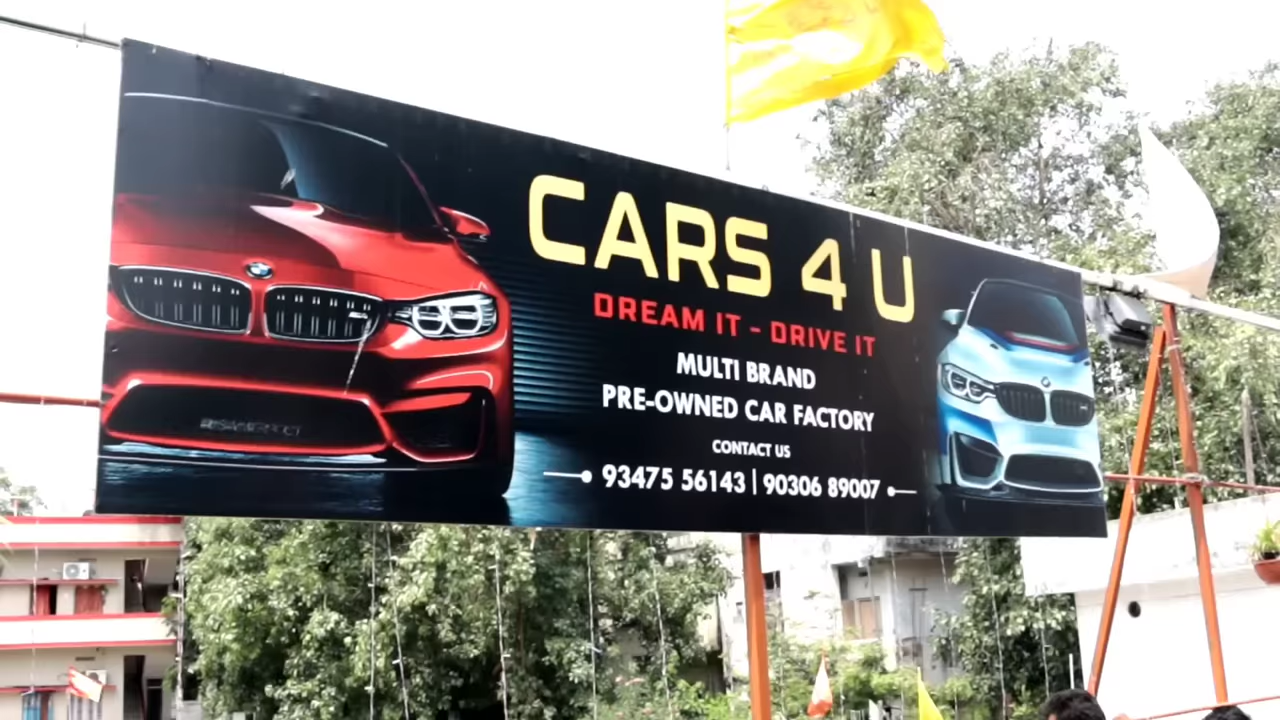 CARS 4 U
DREAM IT - DRIVE IT
MULTI BRAND
PRE-OWNED CAR FACTORY
CONTACT US
93475 56143 | 90306 89007